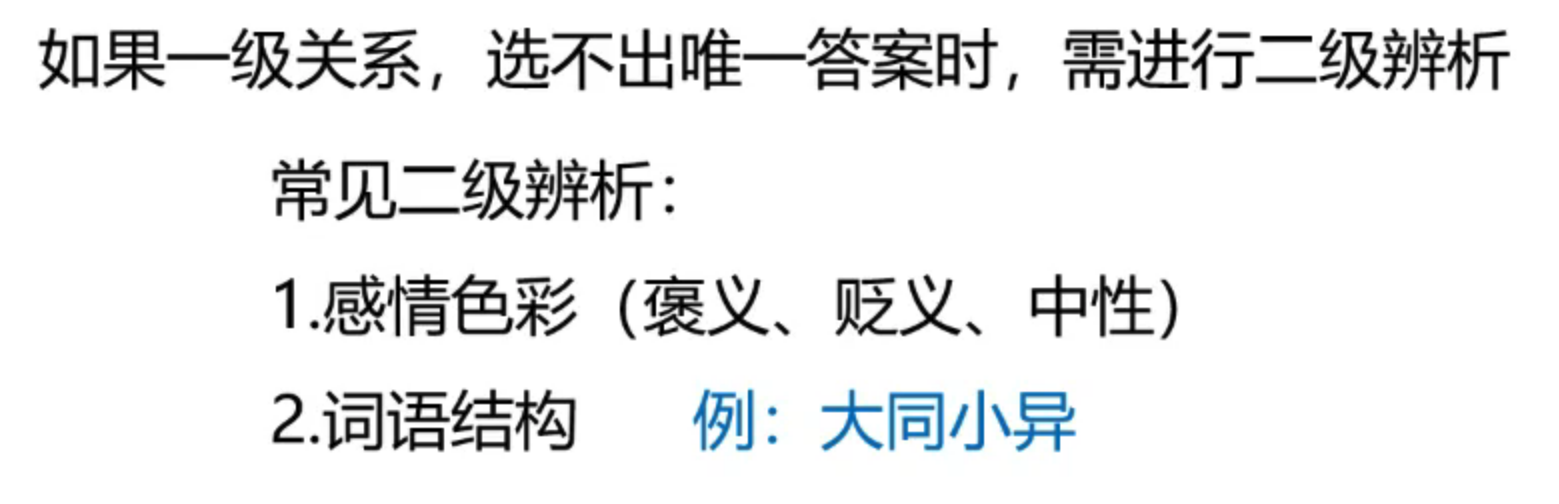 如果一级关系，选不出唯一答案时，需进行二级辨析
常见二级辨析：
1.感情色彩（褒义、贬义、中性）
2.词语结构 例：大同小异